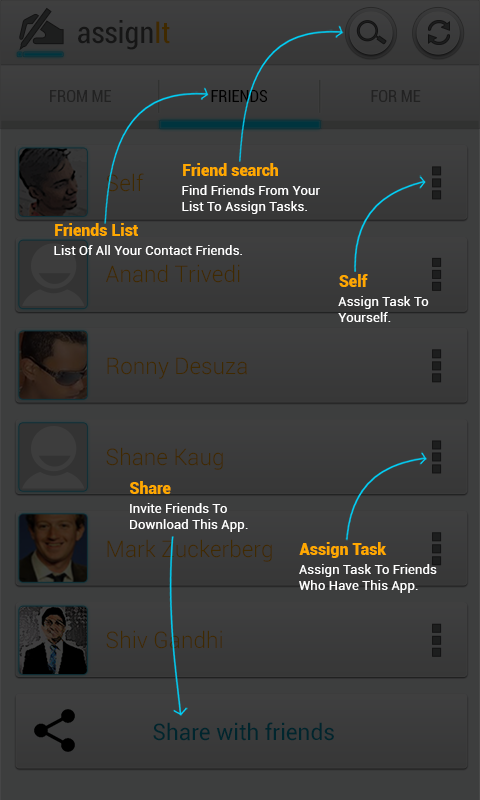 assignIt
FROM ME
FRIENDS
FOR ME
Self
Friend search
Find Friends From Your
List To Assign Tasks.
Friends List
List Of All Your Contact Friends.
Anand Trivedi
Self
Assign Task To
Yourself.
Ronny Desuza
Shane Kaug
Share
Invite Friends To
Download This App.
Mark Zuckerberg
Assign Task
Assign Task To Friends
Who Have This App.
Shiv Gandhi
Share with friends